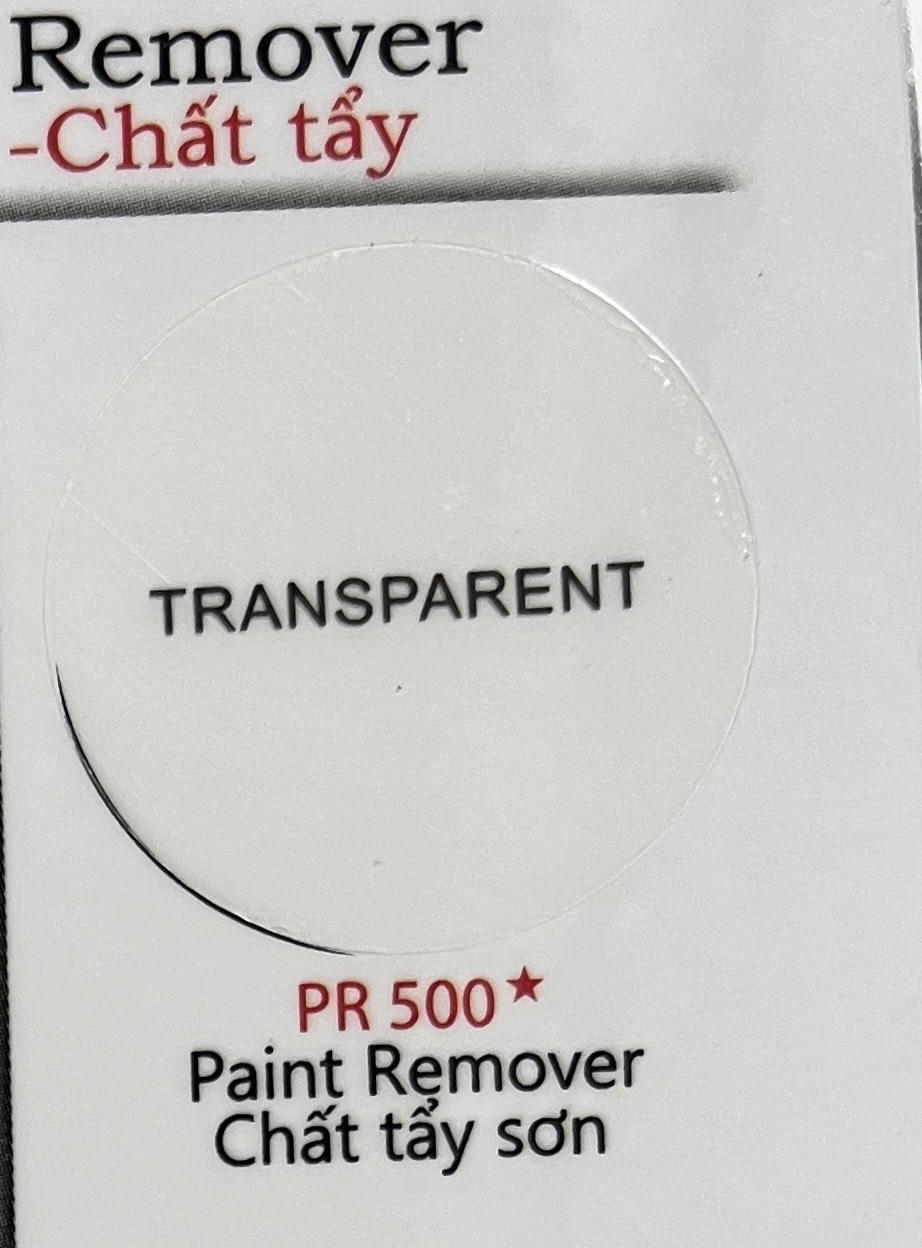 Remover
-Chất tẩy
TRANSPARENT
PR 500★
Paint Remover
Chất tẩy sơn